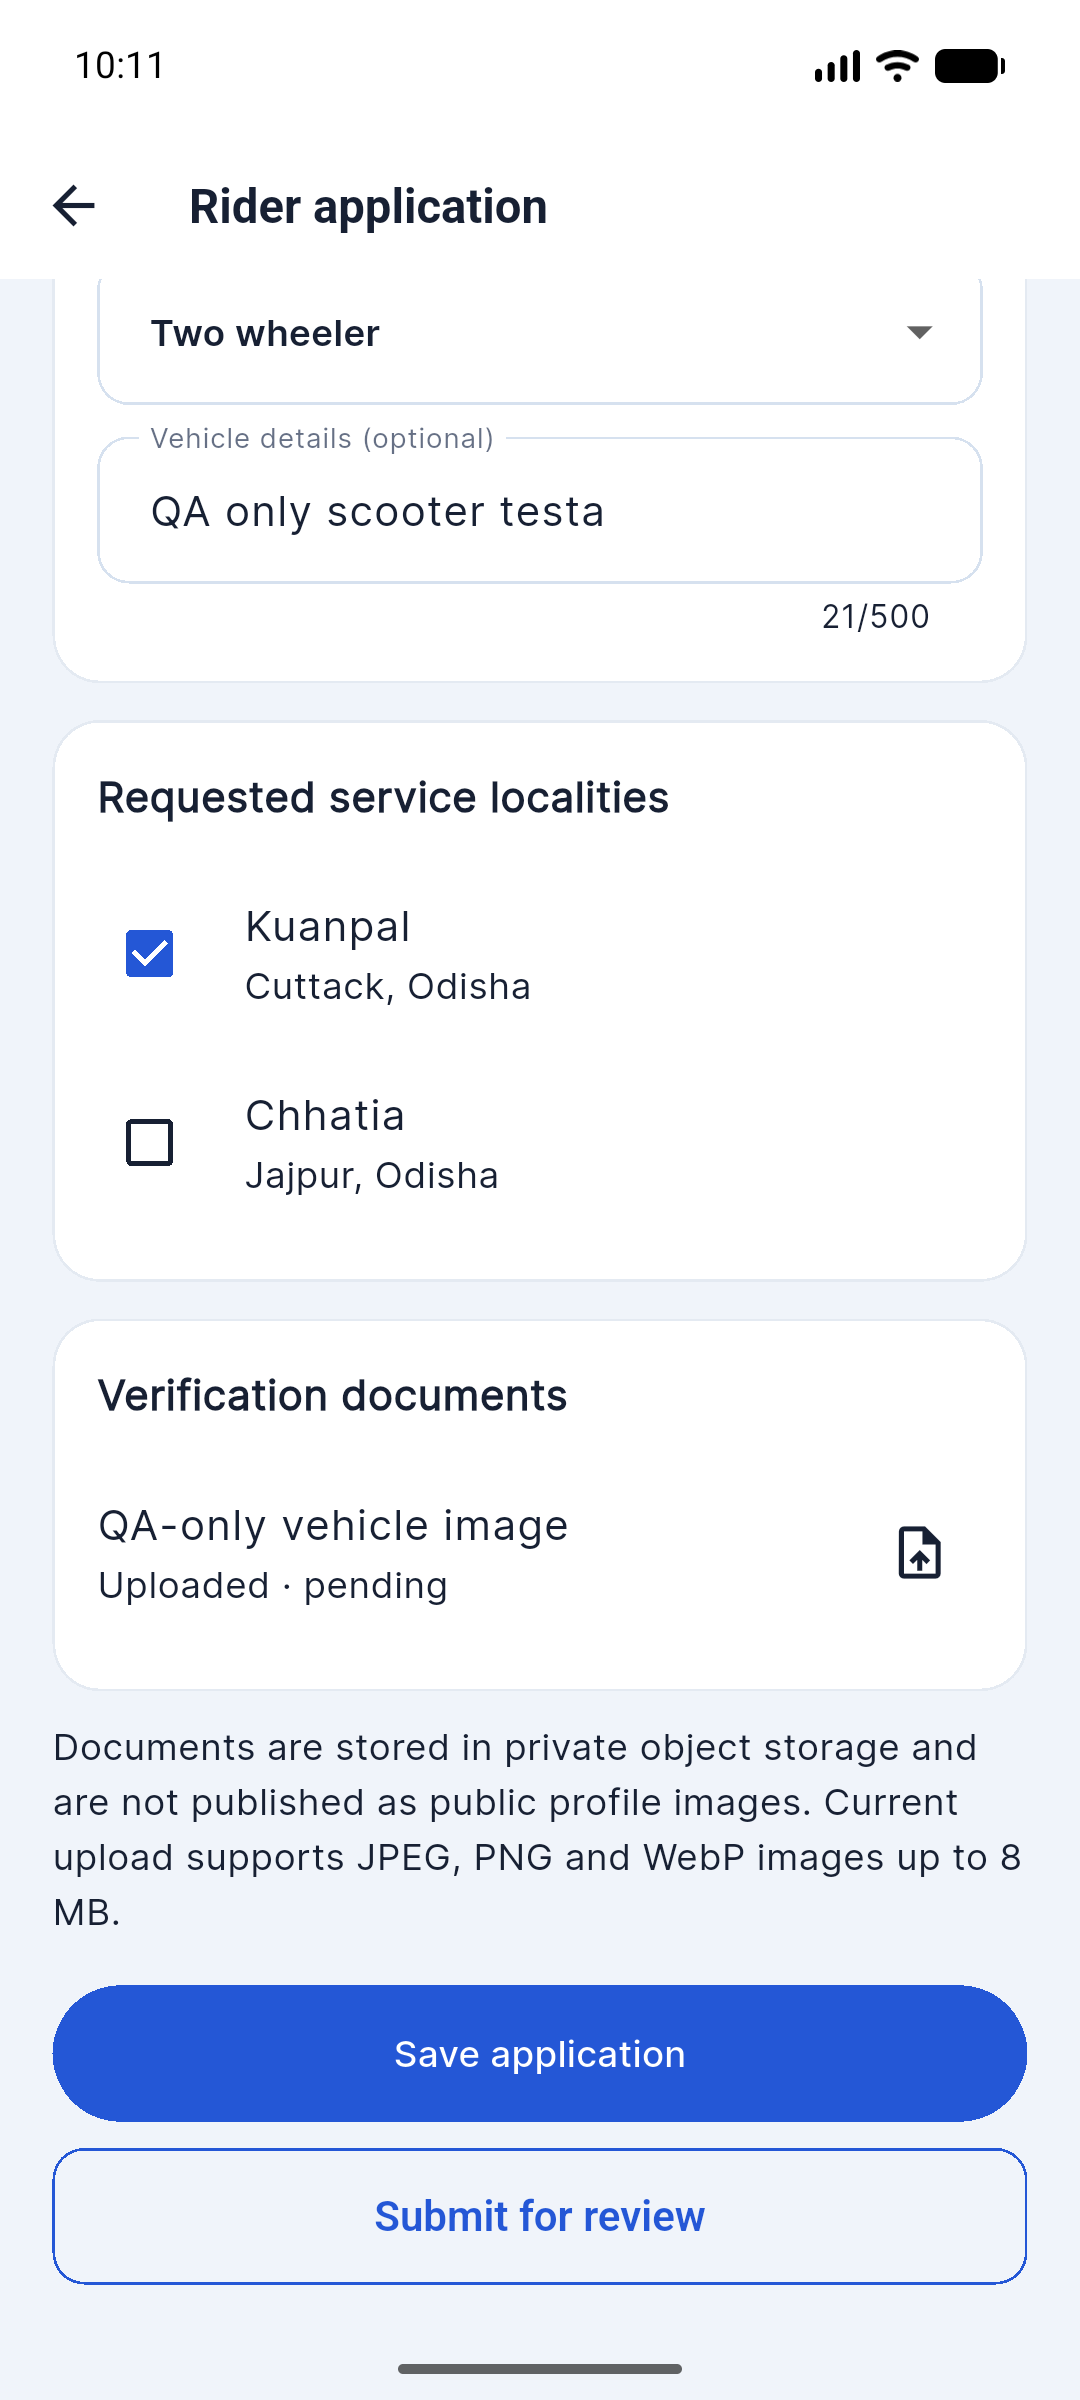 10:11
Rider application
Two wheeler
Vehicle details (optional)
QA only scooter testa
21/500
Requested service localities
Kuanpal
Cuttack, Odisha
Chhatia
Jajpur, Odisha
Verification documents
QA-only vehicle image
Uploaded · pending
Documents are stored in private object storage and
are not published as public profile images. Current
upload supports JPEG, PNG and WebP images up to 8
MB.
Save application
Submit for review